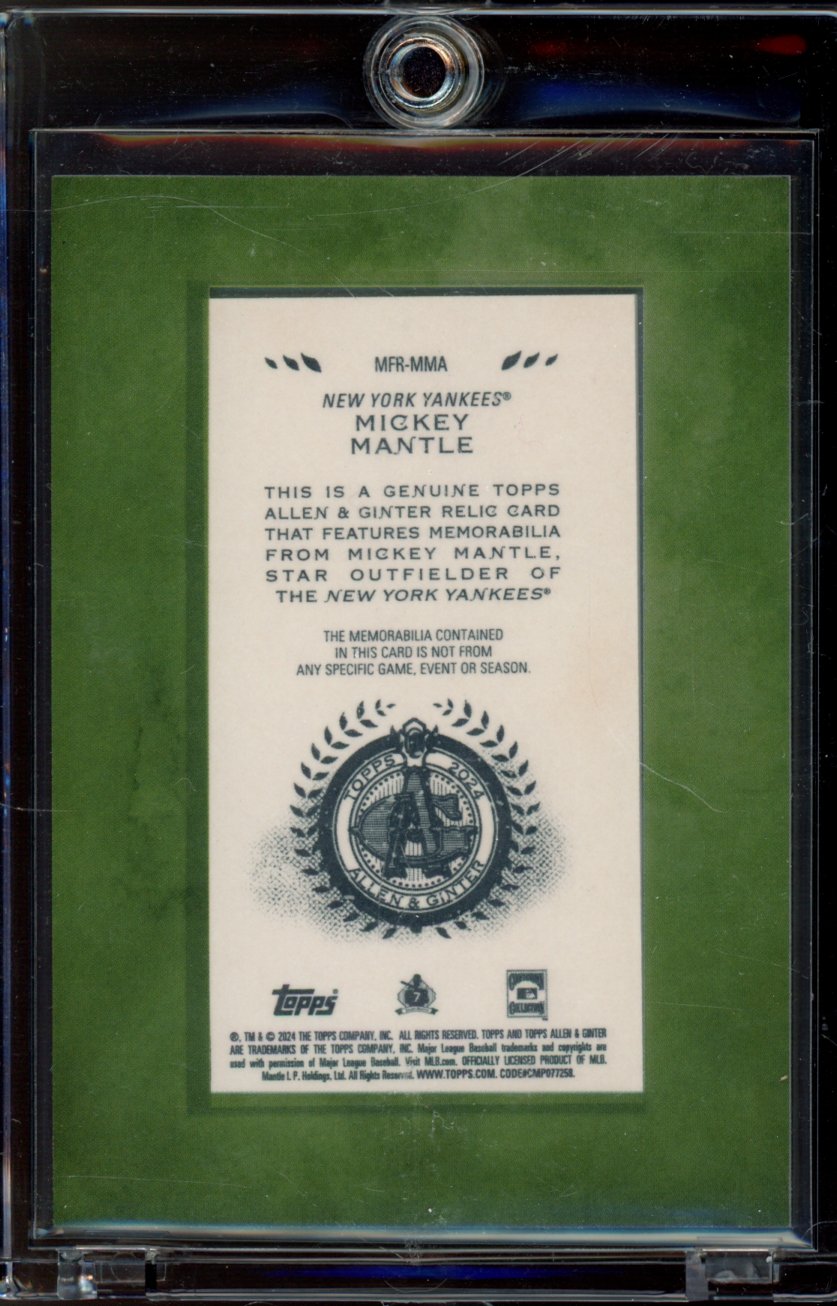 MFR-MMA
NEW YORK YANKEES®
MICKEY
MANTLE
THIS IS A GENUINE TOPPS
ALLEN & GINTER RELIC CARD
THAT FEATURES MEMORABILIA
FROM MICKEY MANTLE,
STAR OUTFIELDER OF
THE NEW YORK YANKEES®
THE MEMORABILIA CONTAINED
IN THIS CARD IS NOT FROM
ANY SPECIFIC GAME, EVENT OR SEASON.
TOPPS 2024
AG
ALLEN & GINTER
Topps
7
COOPERSTOWN
COLLECTION
®, TM & © 2024 THE TOPPS COMPANY, INC. ALL RIGHTS RESERVED. TOPPS AND TOPPS ALLEN & GINTER
ARE TRADEMARKS OF THE TOPPS COMPANY, INC. Major League Baseball trademarks and copyrights are
used with permission of Major League Baseball. Visit MLB.com. OFFICIALLY LICENSED PRODUCT OF MLB.
Mantle I. P. Holdings, Ltd. All Rights Reserved. WWW.TOPPS.COM. CODE#CMP077258.